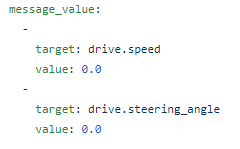 message_value:
-
target: drive.speed
value: 0.0
-
target: drive.steering_angle
value: 0.0